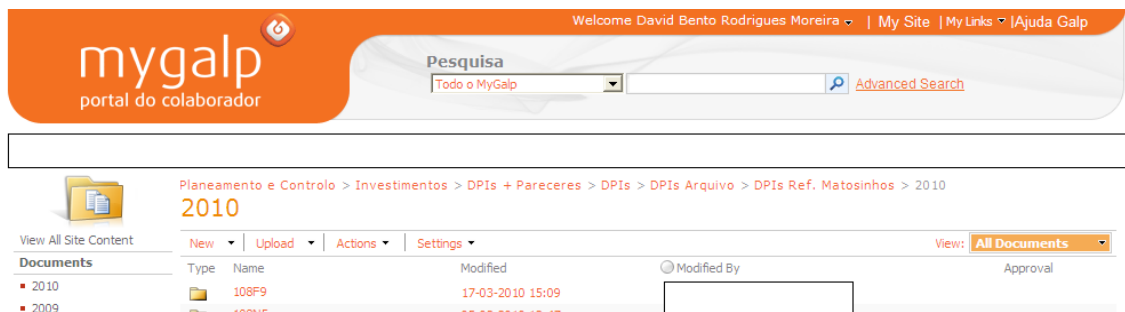 Welcome David Bento Rodrigues Moreira | My Site | My Links |Ajuda Galp
mygalp
portal do colaborador
Pesquisa
Todo o MyGalp
Advanced Search
Planeamento e Controlo > Investimentos > DPIs + Pareceres > DPIs > DPIs Arquivo > DPIs Ref. Matosinhos > 2010
2010
View All Site Content
New Upload Actions Settings View: All Documents
Documents
Type Name Modified Modified By Approval
2010
108F9 17-03-2010 15:09
2009